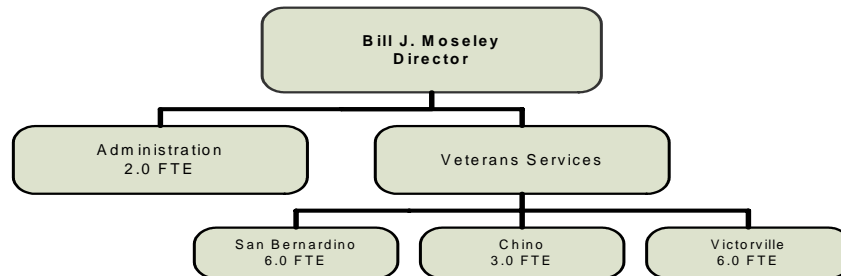 Bill J. Moseley
Director
Administration
2.0 FTE
Veterans Services
San Bernardino
6.0 FTE
Chino
3.0 FTE
Victorville
6.0 FTE